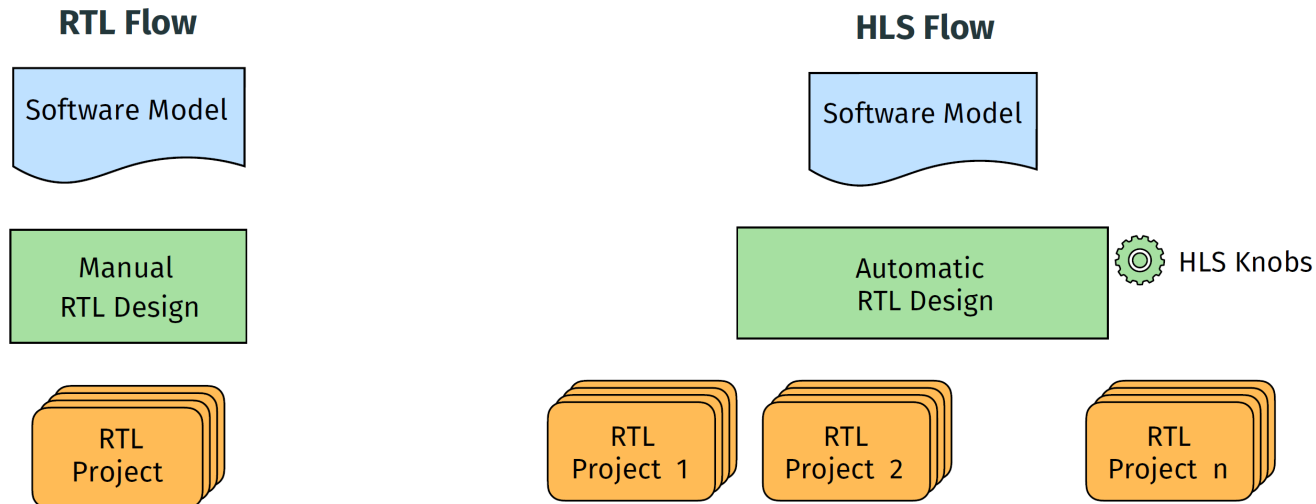 RTL Flow
Software Model
Manual
RTL Design
RTL
Project
HLS Flow
Software Model
Automatic
RTL Design
HLS Knobs
RTL
Project 1
RTL
Project 2
RTL
Project n